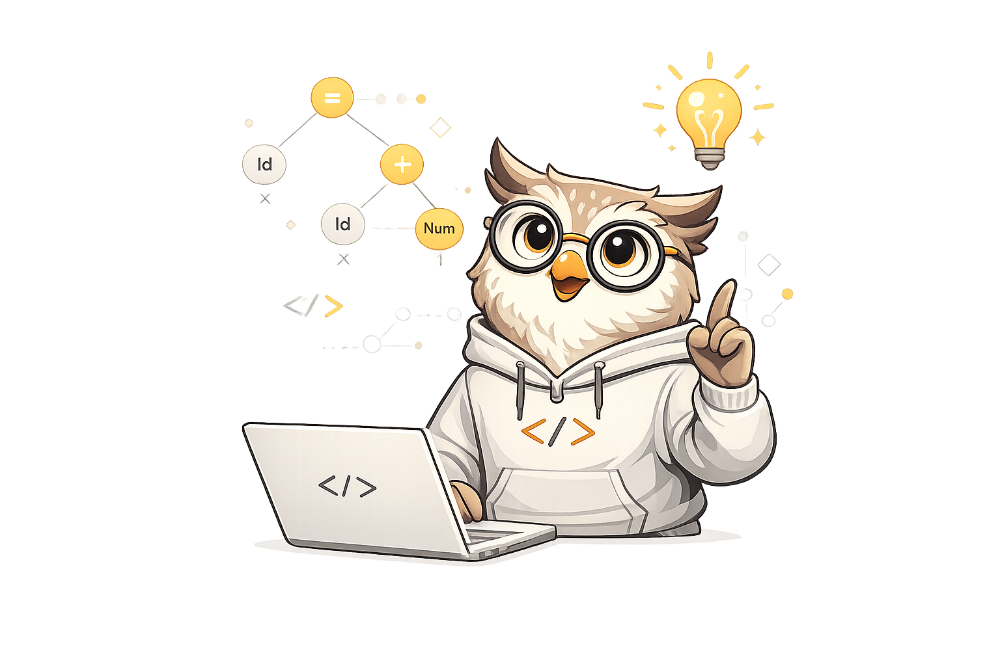 =
Id
+
x
Id
Num
x
1
</>
</>
</>